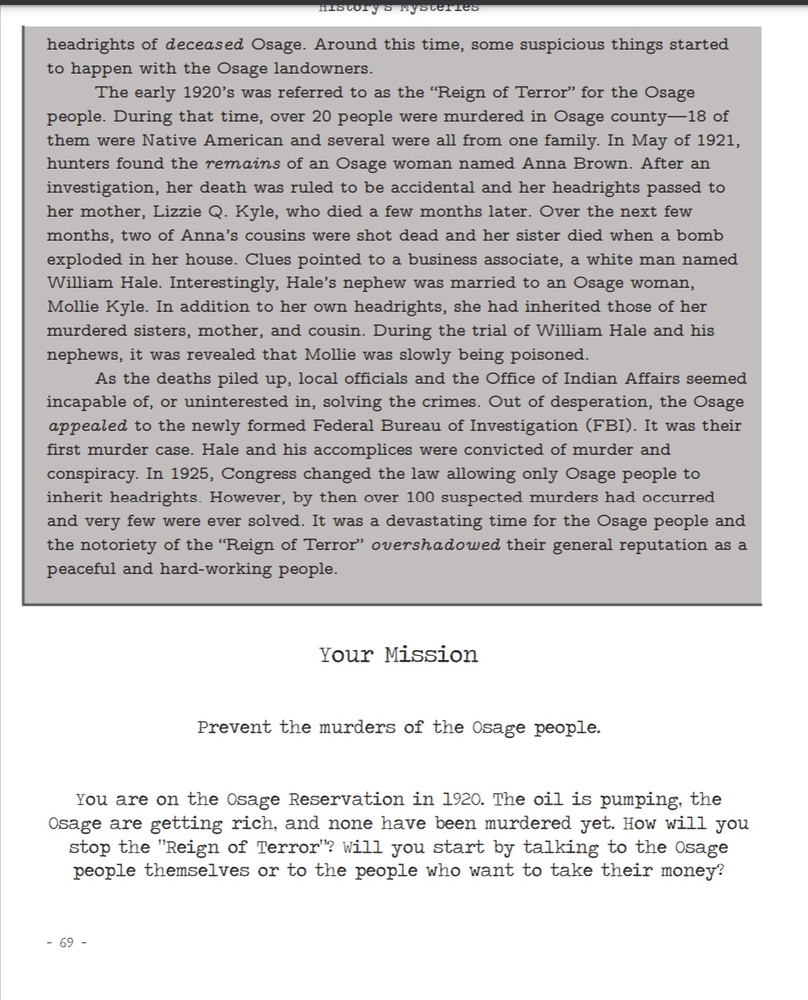 History's Mysteries
headrights of deceased Osage. Around this time, some suspicious things started
to happen with the Osage landowners.
The early 1920’s was referred to as the “Reign of Terror” for the Osage
people. During that time, over 20 people were murdered in Osage county—18 of
them were Native American and several were all from one family. In May of 1921,
hunters found the remains of an Osage woman named Anna Brown. After an
investigation, her death was ruled to be accidental and her headrights passed to
her mother, Lizzie Q. Kyle, who died a few months later. Over the next few
months, two of Anna’s cousins were shot dead and her sister died when a bomb
exploded in her house. Clues pointed to a business associate, a white man named
William Hale. Interestingly, Hale’s nephew was married to an Osage woman,
Mollie Kyle. In addition to her own headrights, she had inherited those of her
murdered sisters, mother, and cousin. During the trial of William Hale and his
nephews, it was revealed that Mollie was slowly being poisoned.
As the deaths piled up, local officials and the Office of Indian Affairs seemed
incapable of, or uninterested in, solving the crimes. Out of desperation, the Osage
appealed to the newly formed Federal Bureau of Investigation (FBI). It was their
first murder case. Hale and his accomplices were convicted of murder and
conspiracy. In 1925, Congress changed the law allowing only Osage people to
inherit headrights. However, by then over 100 suspected murders had occurred
and very few were ever solved. It was a devastating time for the Osage people and
the notoriety of the “Reign of Terror” overshadowed their general reputation as a
peaceful and hard-working people.
Your Mission
Prevent the murders of the Osage people.
You are on the Osage Reservation in 1920. The oil is pumping, the
Osage are getting rich, and none have been murdered yet. How will you
stop the "Reign of Terror"? Will you start by talking to the Osage
people themselves or to the people who want to take their money?
- 69 -